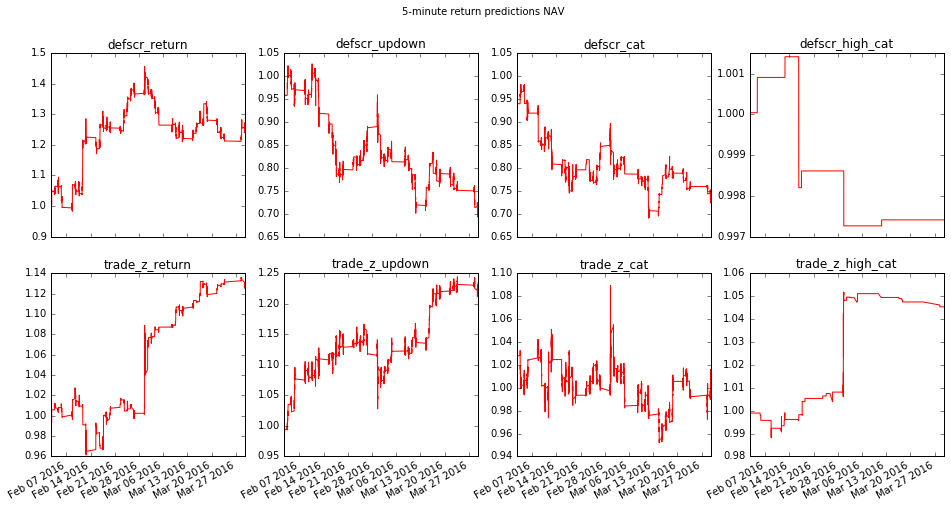 5-minute return predictions NAV
defscr_return defscr_updown defscr_cat defscr_high_cat
1.5 1.05 1.05 1.001
1.4 1.00 1.00 1.000
1.3 0.95 0.95 0.999
1.2 0.90 0.90 0.998
1.1 0.85 0.85 0.997
1.0 0.80 0.80
0.9 0.75 0.75
0.70 0.70
0.65 0.65
trade_z_return trade_z_updown trade_z_cat trade_z_high_cat
1.14 1.25 1.10 1.06
1.12 1.20 1.08 1.05
1.10 1.15 1.06 1.04
1.08 1.10 1.04 1.03
1.06 1.05 1.02 1.02
1.04 1.00 1.00 1.01
1.02 0.95 0.98 1.00
1.00 0.96 0.99
0.98 0.94 0.98
0.96
Feb 07 2016 Feb 14 2016 Feb 21 2016 Feb 28 2016 Mar 06 2016 Mar 13 2016 Mar 20 2016 Mar 27 2016
Feb 07 2016 Feb 14 2016 Feb 21 2016 Feb 28 2016 Mar 06 2016 Mar 13 2016 Mar 20 2016 Mar 27 2016
Feb 07 2016 Feb 14 2016 Feb 21 2016 Feb 28 2016 Mar 06 2016 Mar 13 2016 Mar 20 2016 Mar 27 2016
Feb 07 2016 Feb 14 2016 Feb 21 2016 Feb 28 2016 Mar 06 2016 Mar 13 2016 Mar 20 2016 Mar 27 2016